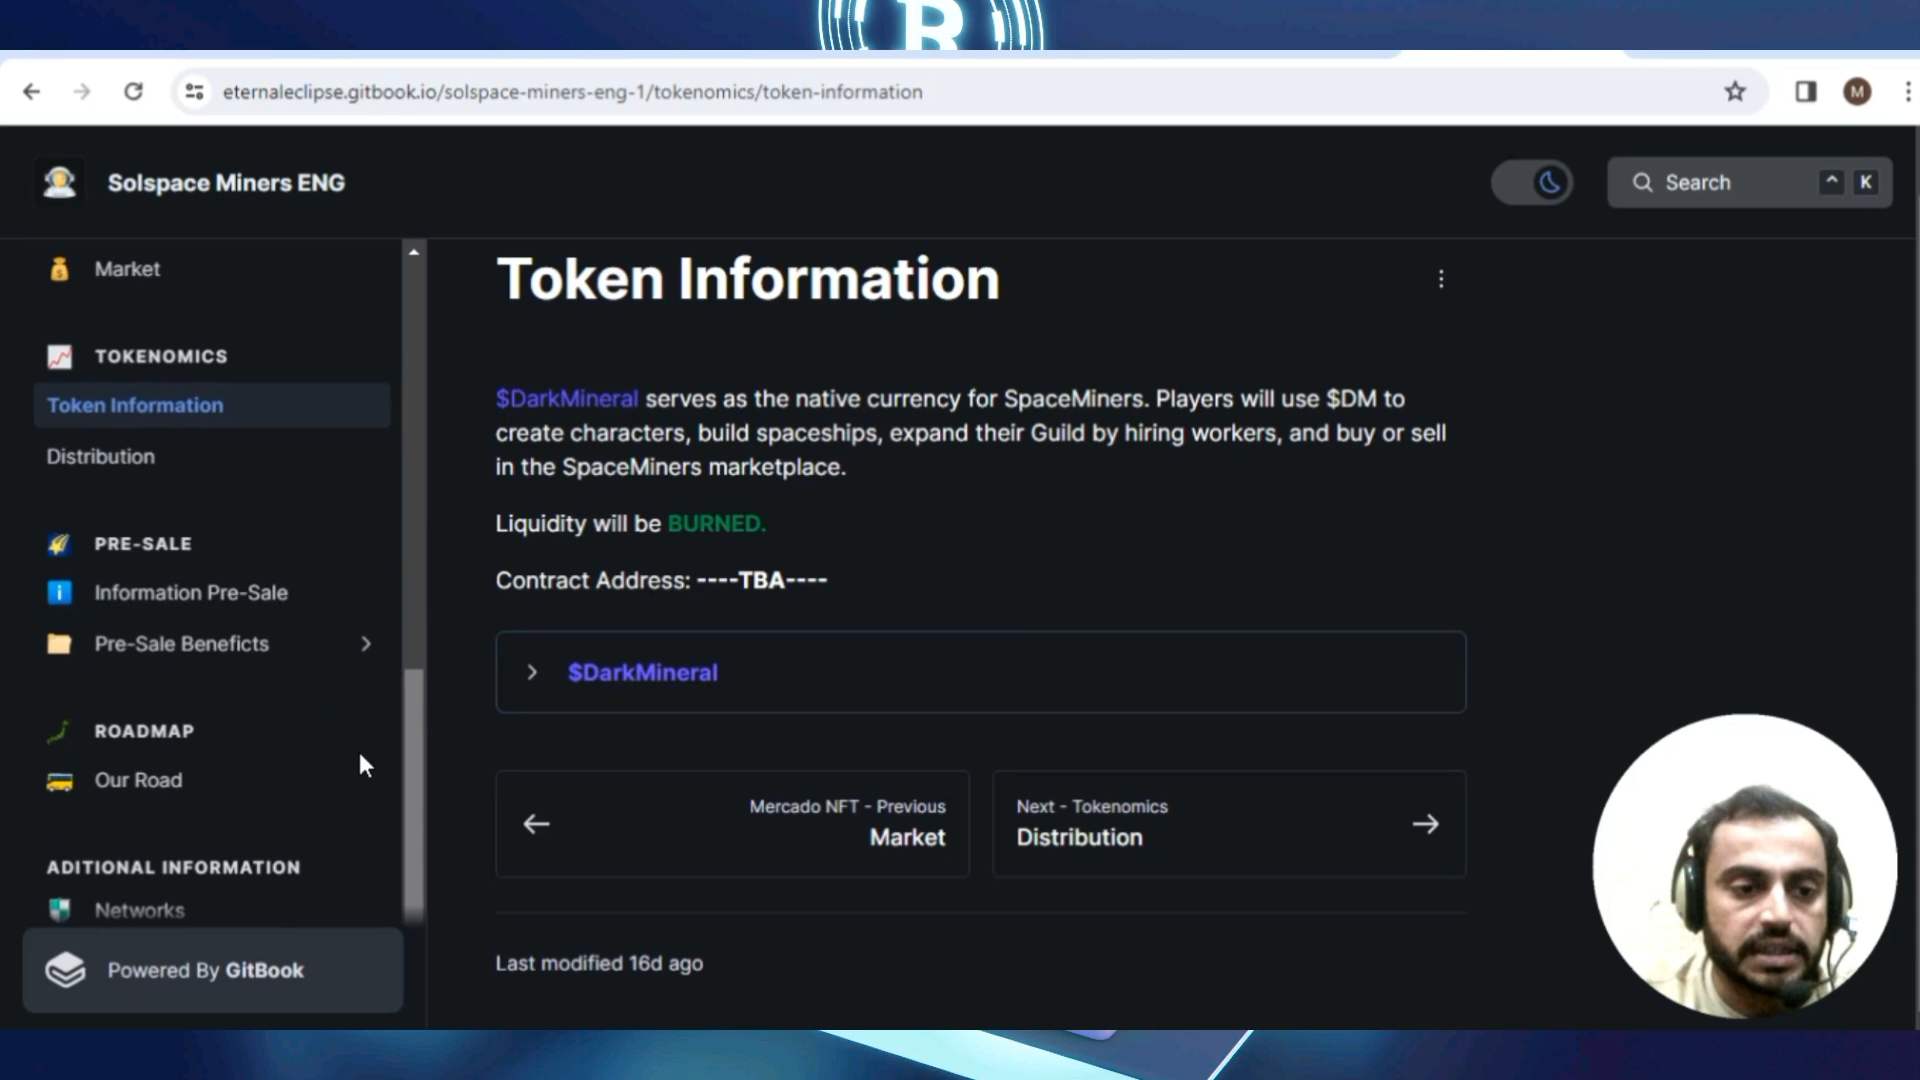 eternaleclipse.gitbook.io/solspace-miners-eng-1/tokenomics/token-information
M
Solspace Miners ENG
Search
^ K
Market
TOKENOMICS
Token Information
Distribution
PRE-SALE
Information Pre-Sale
Pre-Sale Beneficts
ROADMAP
Our Road
ADITIONAL INFORMATION
Networks
Powered By GitBook
Token Information
$DarkMineral serves as the native currency for SpaceMiners. Players will use $DM to
create characters, build spaceships, expand their Guild by hiring workers, and buy or sell
in the SpaceMiners marketplace.
Liquidity will be BURNED.
Contract Address: ----TBA----
$DarkMineral
Mercado NFT - Previous
Market
Next - Tokenomics
Distribution
Last modified 16d ago